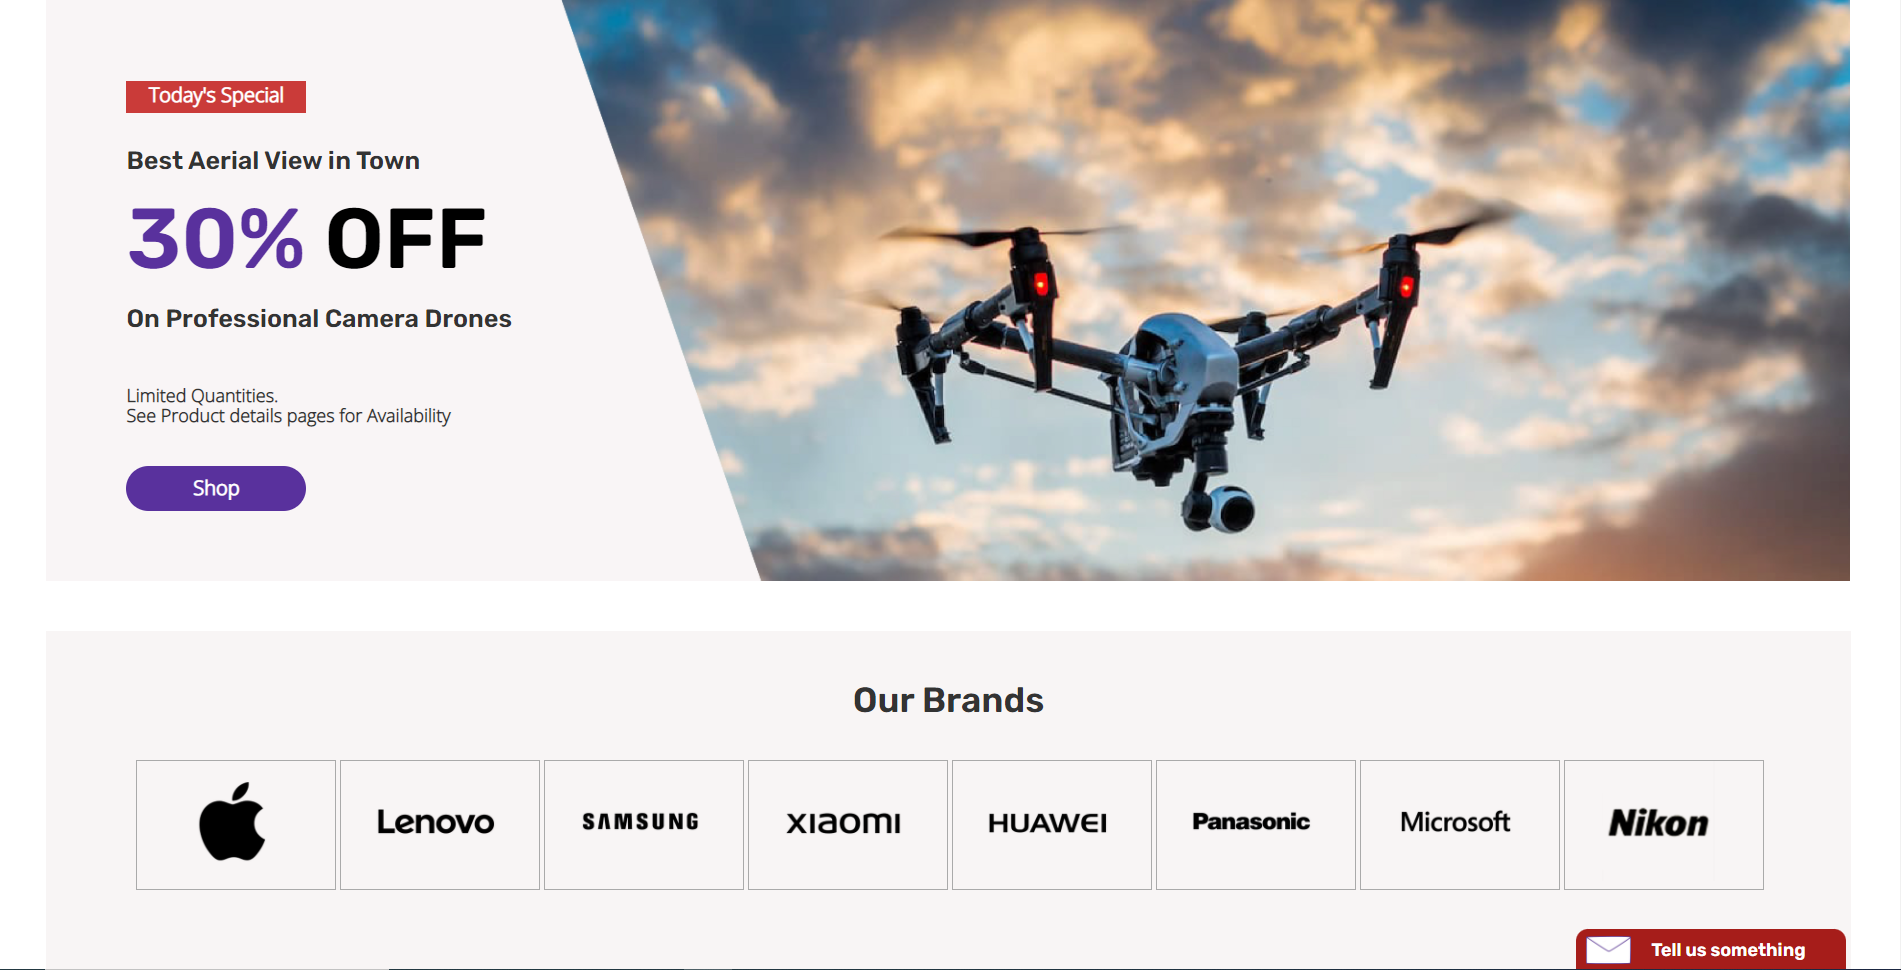 Today's Special
Best Aerial View in Town
30% OFF
On Professional Camera Drones
Limited Quantities.
See Product details pages for Availability
Shop
Our Brands
Lenovo
SAMSUNG
xiaomi
HUAWEI
Panasonic
Microsoft
Nikon
Tell us something